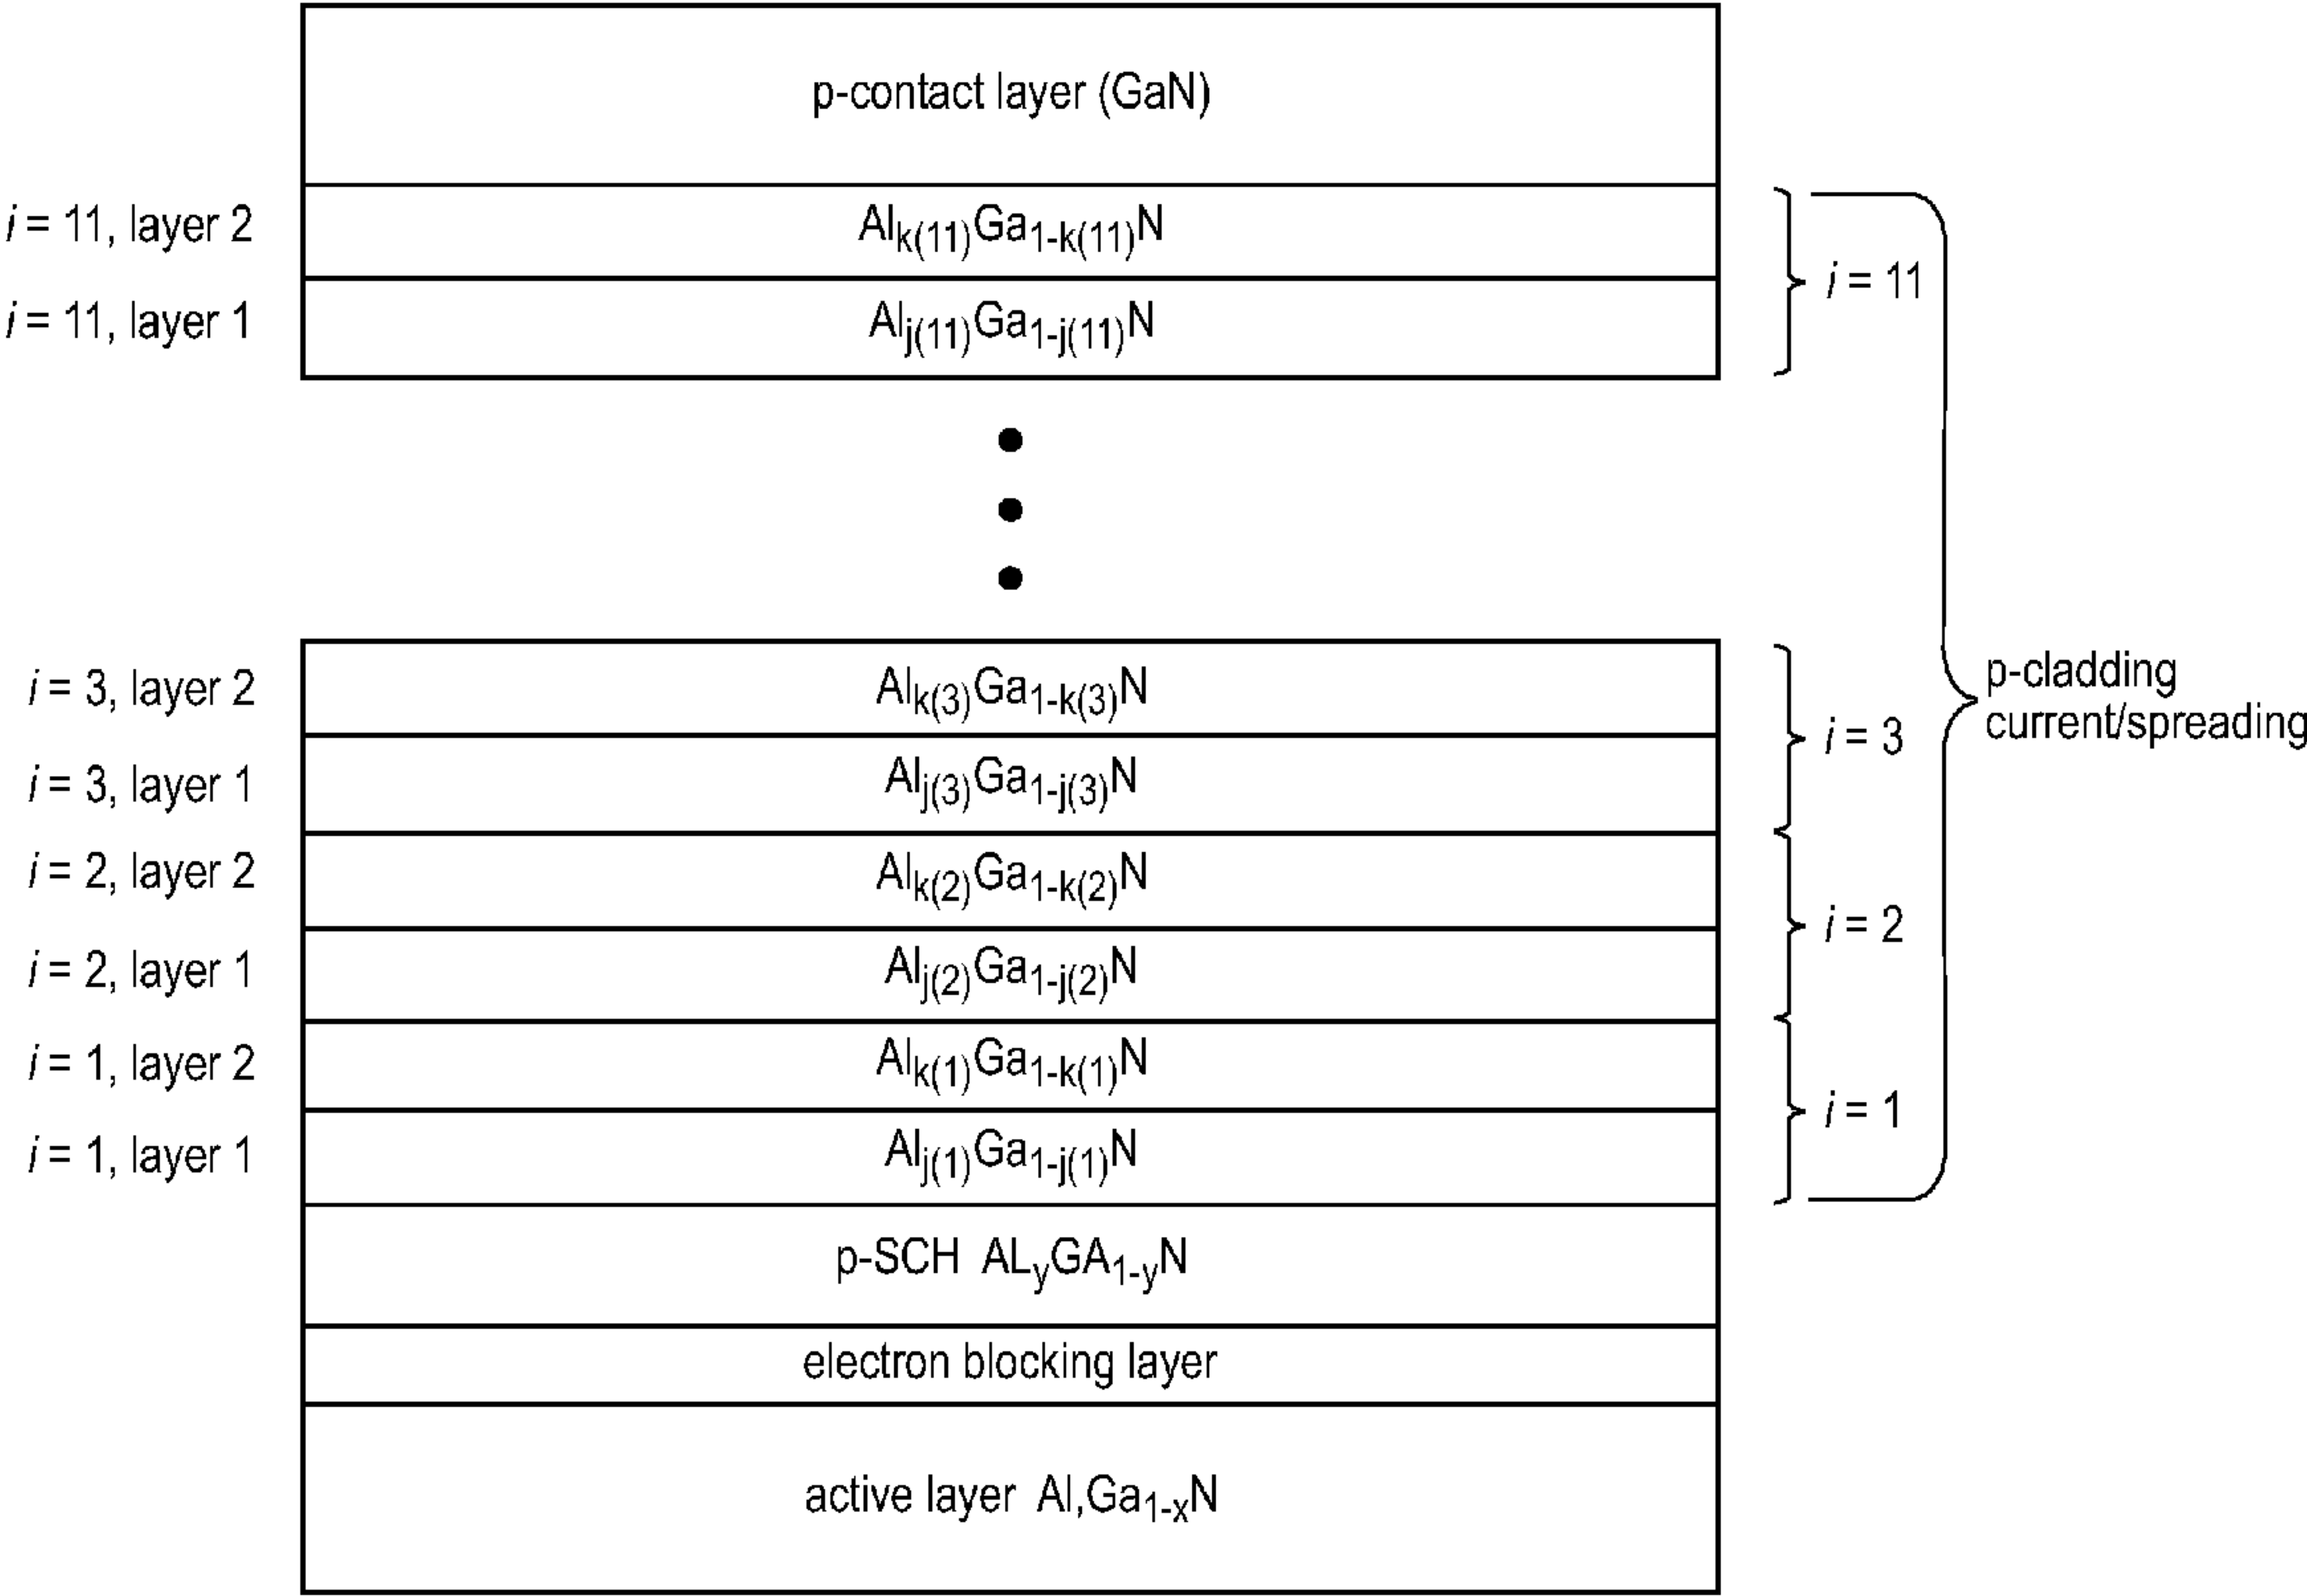 p-contact layer (GaN)
i = 11, layer 2
Alk(11)Ga1-k(11)N
i = 11, layer 1
Alj(11)Ga1-j(11)N
i = 11
i = 3, layer 2
Alk(3)Ga1-k(3)N
i = 3, layer 1
Alj(3)Ga1-j(3)N
i = 3
p-cladding
current/spreading
i = 2, layer 2
Alk(2)Ga1-k(2)N
i = 2, layer 1
Alj(2)Ga1-j(2)N
i = 2
i = 1, layer 2
Alk(1)Ga1-k(1)N
i = 1, layer 1
Alj(1)Ga1-j(1)N
i = 1
p-SCH ALyGA1-yN
electron blocking layer
active layer Al,Ga1-xN